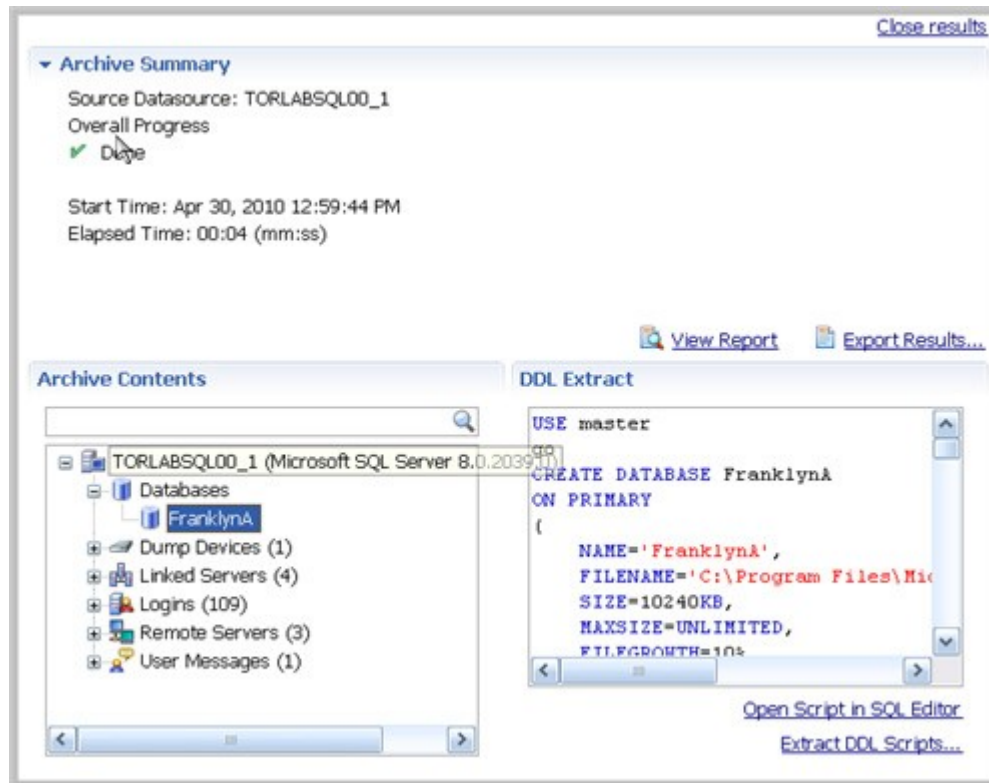 Close results
Archive Summary
Source Datasource: TORLABSQL00_1
Overall Progress
Done
Start Time: Apr 30, 2010 12:59:44 PM
Elapsed Time: 00:04 (mm:ss)
View Report
Export Results...
Archive Contents
TORLABSQL00_1 (Microsoft SQL Server 8.0.2039
Databases
FranklynA
Dump Devices (1)
Linked Servers (4)
Logins (109)
Remote Servers (3)
User Messages (1)
DDL Extract
USE master
go
CREATE DATABASE FranklynA
ON PRIMARY
(
NAME='FranklynA',
FILENAME='C:\Program Files\Mic
SIZE=10240KB,
MAXSIZE=UNLIMITED,
FILEGROWTH=10%
Open Script in SQL Editor
Extract DDL Scripts...